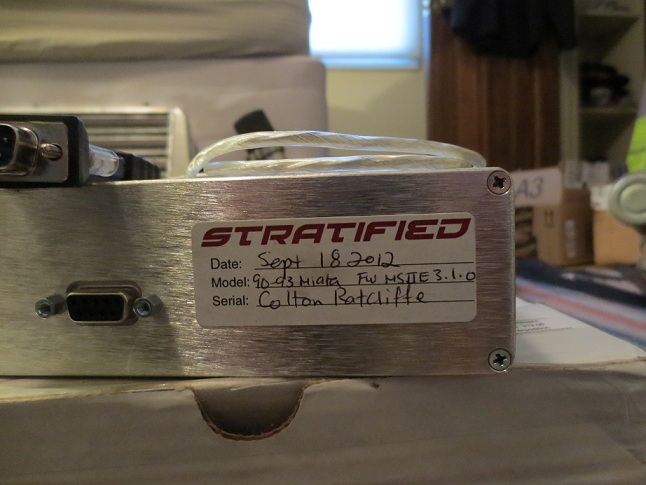 STRATIFIED
Date: Sept 18 2012
Model: 90-93 Miata FW MSIIE 3.1.0
Serial: Colton Ratcliffe
A3